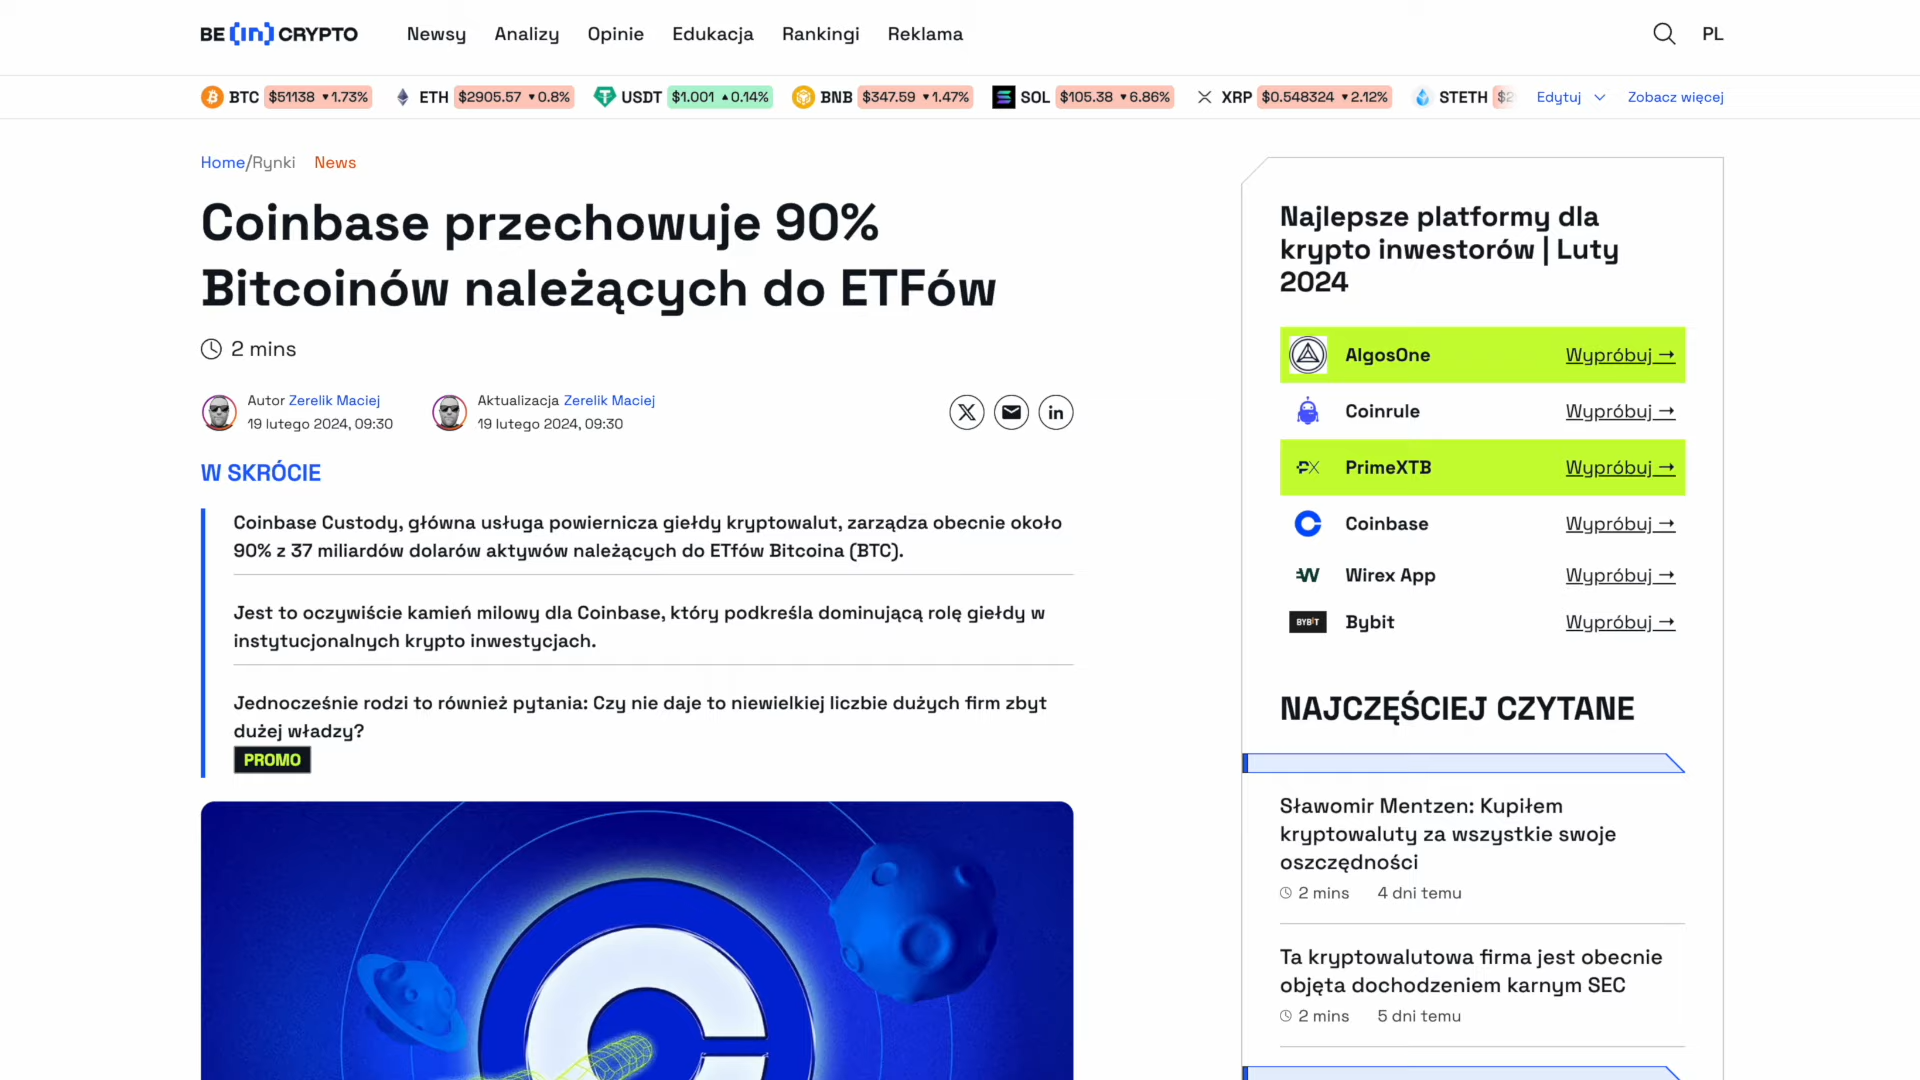 BE[in]CRYPTO Newsy Analizy Opinie Edukacja Rankingi Reklama PL
BTC $51138 ▼1.73% ETH $2905.57 ▼0.8% USDT $1.001 ▲0.14% BNB $347.59 ▼1.47% SOL $105.38 ▼6.86% XRP $0.548324 ▼2.12% STETH Edytuj Zobacz więcej
Home/Rynki News
Coinbase przechowuje 90%
Bitcoinów należących do ETFów
2 mins
Autor Zerelik Maciej
19 lutego 2024, 09:30
Aktualizacja Zerelik Maciej
19 lutego 2024, 09:30
in
W SKRÓCIE
Coinbase Custody, główna usługa powiernicza giełdy kryptowalut, zarządza obecnie około
90% z 37 miliardów dolarów aktywów należących do ETfów Bitcoina (BTC).
Jest to oczywiście kamień milowy dla Coinbase, który podkreśla dominującą rolę giełdy w
instytucjonalnych krypto inwestycjach.
Jednocześnie rodzi to również pytania: Czy nie daje to niewielkiej liczbie dużych firm zbyt
dużej władzy?
PROMO
Najlepsze platformy dla
krypto inwestorów | Luty
2024
AlgosOne Wypróbuj →
Coinrule Wypróbuj →
PrimeXTB Wypróbuj →
Coinbase Wypróbuj →
Wirex App Wypróbuj →
BYBIT Bybit Wypróbuj →
NAJCZĘŚCIEJ CZYTANE
Sławomir Mentzen: Kupiłem
kryptowaluty za wszystkie swoje
oszczędności
2 mins 4 dni temu
Ta kryptowalutowa firma jest obecnie
objęta dochodzeniem karnym SEC
2 mins 5 dni temu